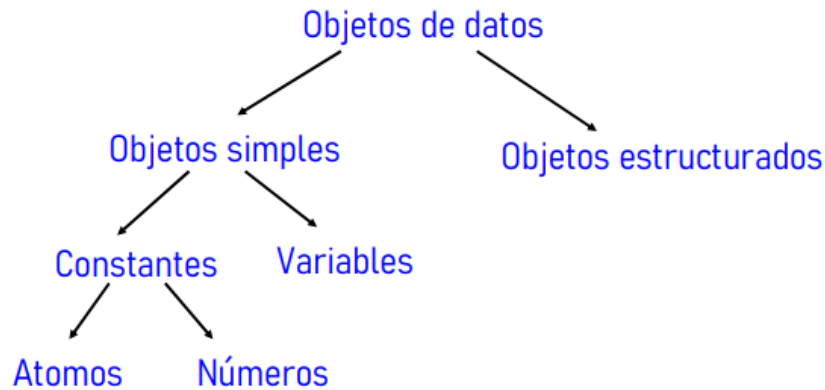 Objetos de datos
Objetos simples
Objetos estructurados
Constantes
Variables
Atomos
Números